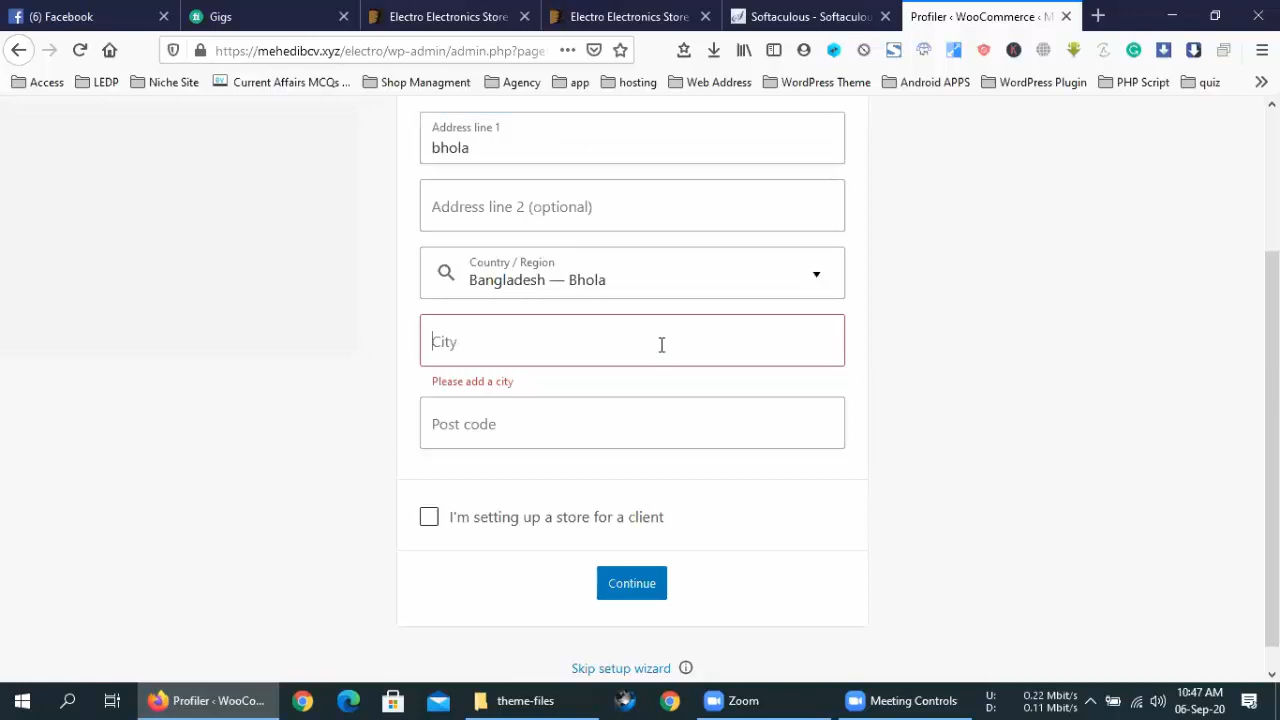 (6) Facebook
Gigs
Electro Electronics Store
Electro Electronics Store
Softaculous - Softaculou
Profiler ‹ WooCommerce ‹ M
https://mehedibcv.xyz/electro/wp-admin/admin.php?page
Access
LEDP
Niche Site
Current Affairs MCQs ...
Shop Managment
Agency
app
hosting
Web Address
WordPress Theme
Android APPS
WordPress Plugin
PHP Script
quiz
Address line 1
bhola
Address line 2 (optional)
Country / Region
Bangladesh — Bhola
City
Please add a city
Post code
I'm setting up a store for a client
Continue
Skip setup wizard
Profiler ‹ WooCo...
theme-files
Zoom
Meeting Controls
U: 0.22 Mbit/s
D: 0.11 Mbit/s
10:47 AM
06-Sep-20